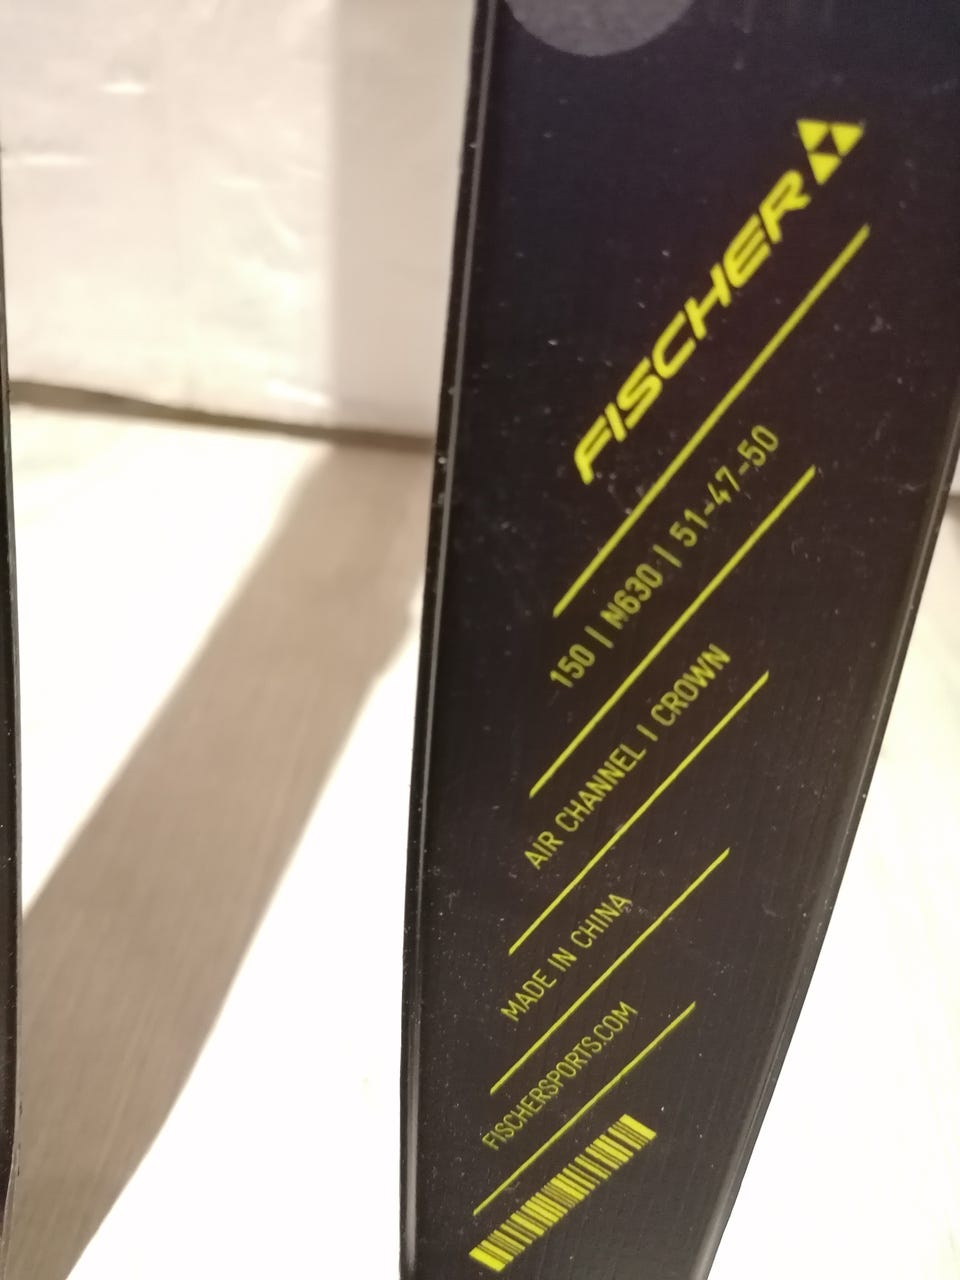 FISCHER
150 | N630 | 51-47-50
AIR CHANNEL | CROWN
MADE IN CHINA
FISCHERSPORTS.COM